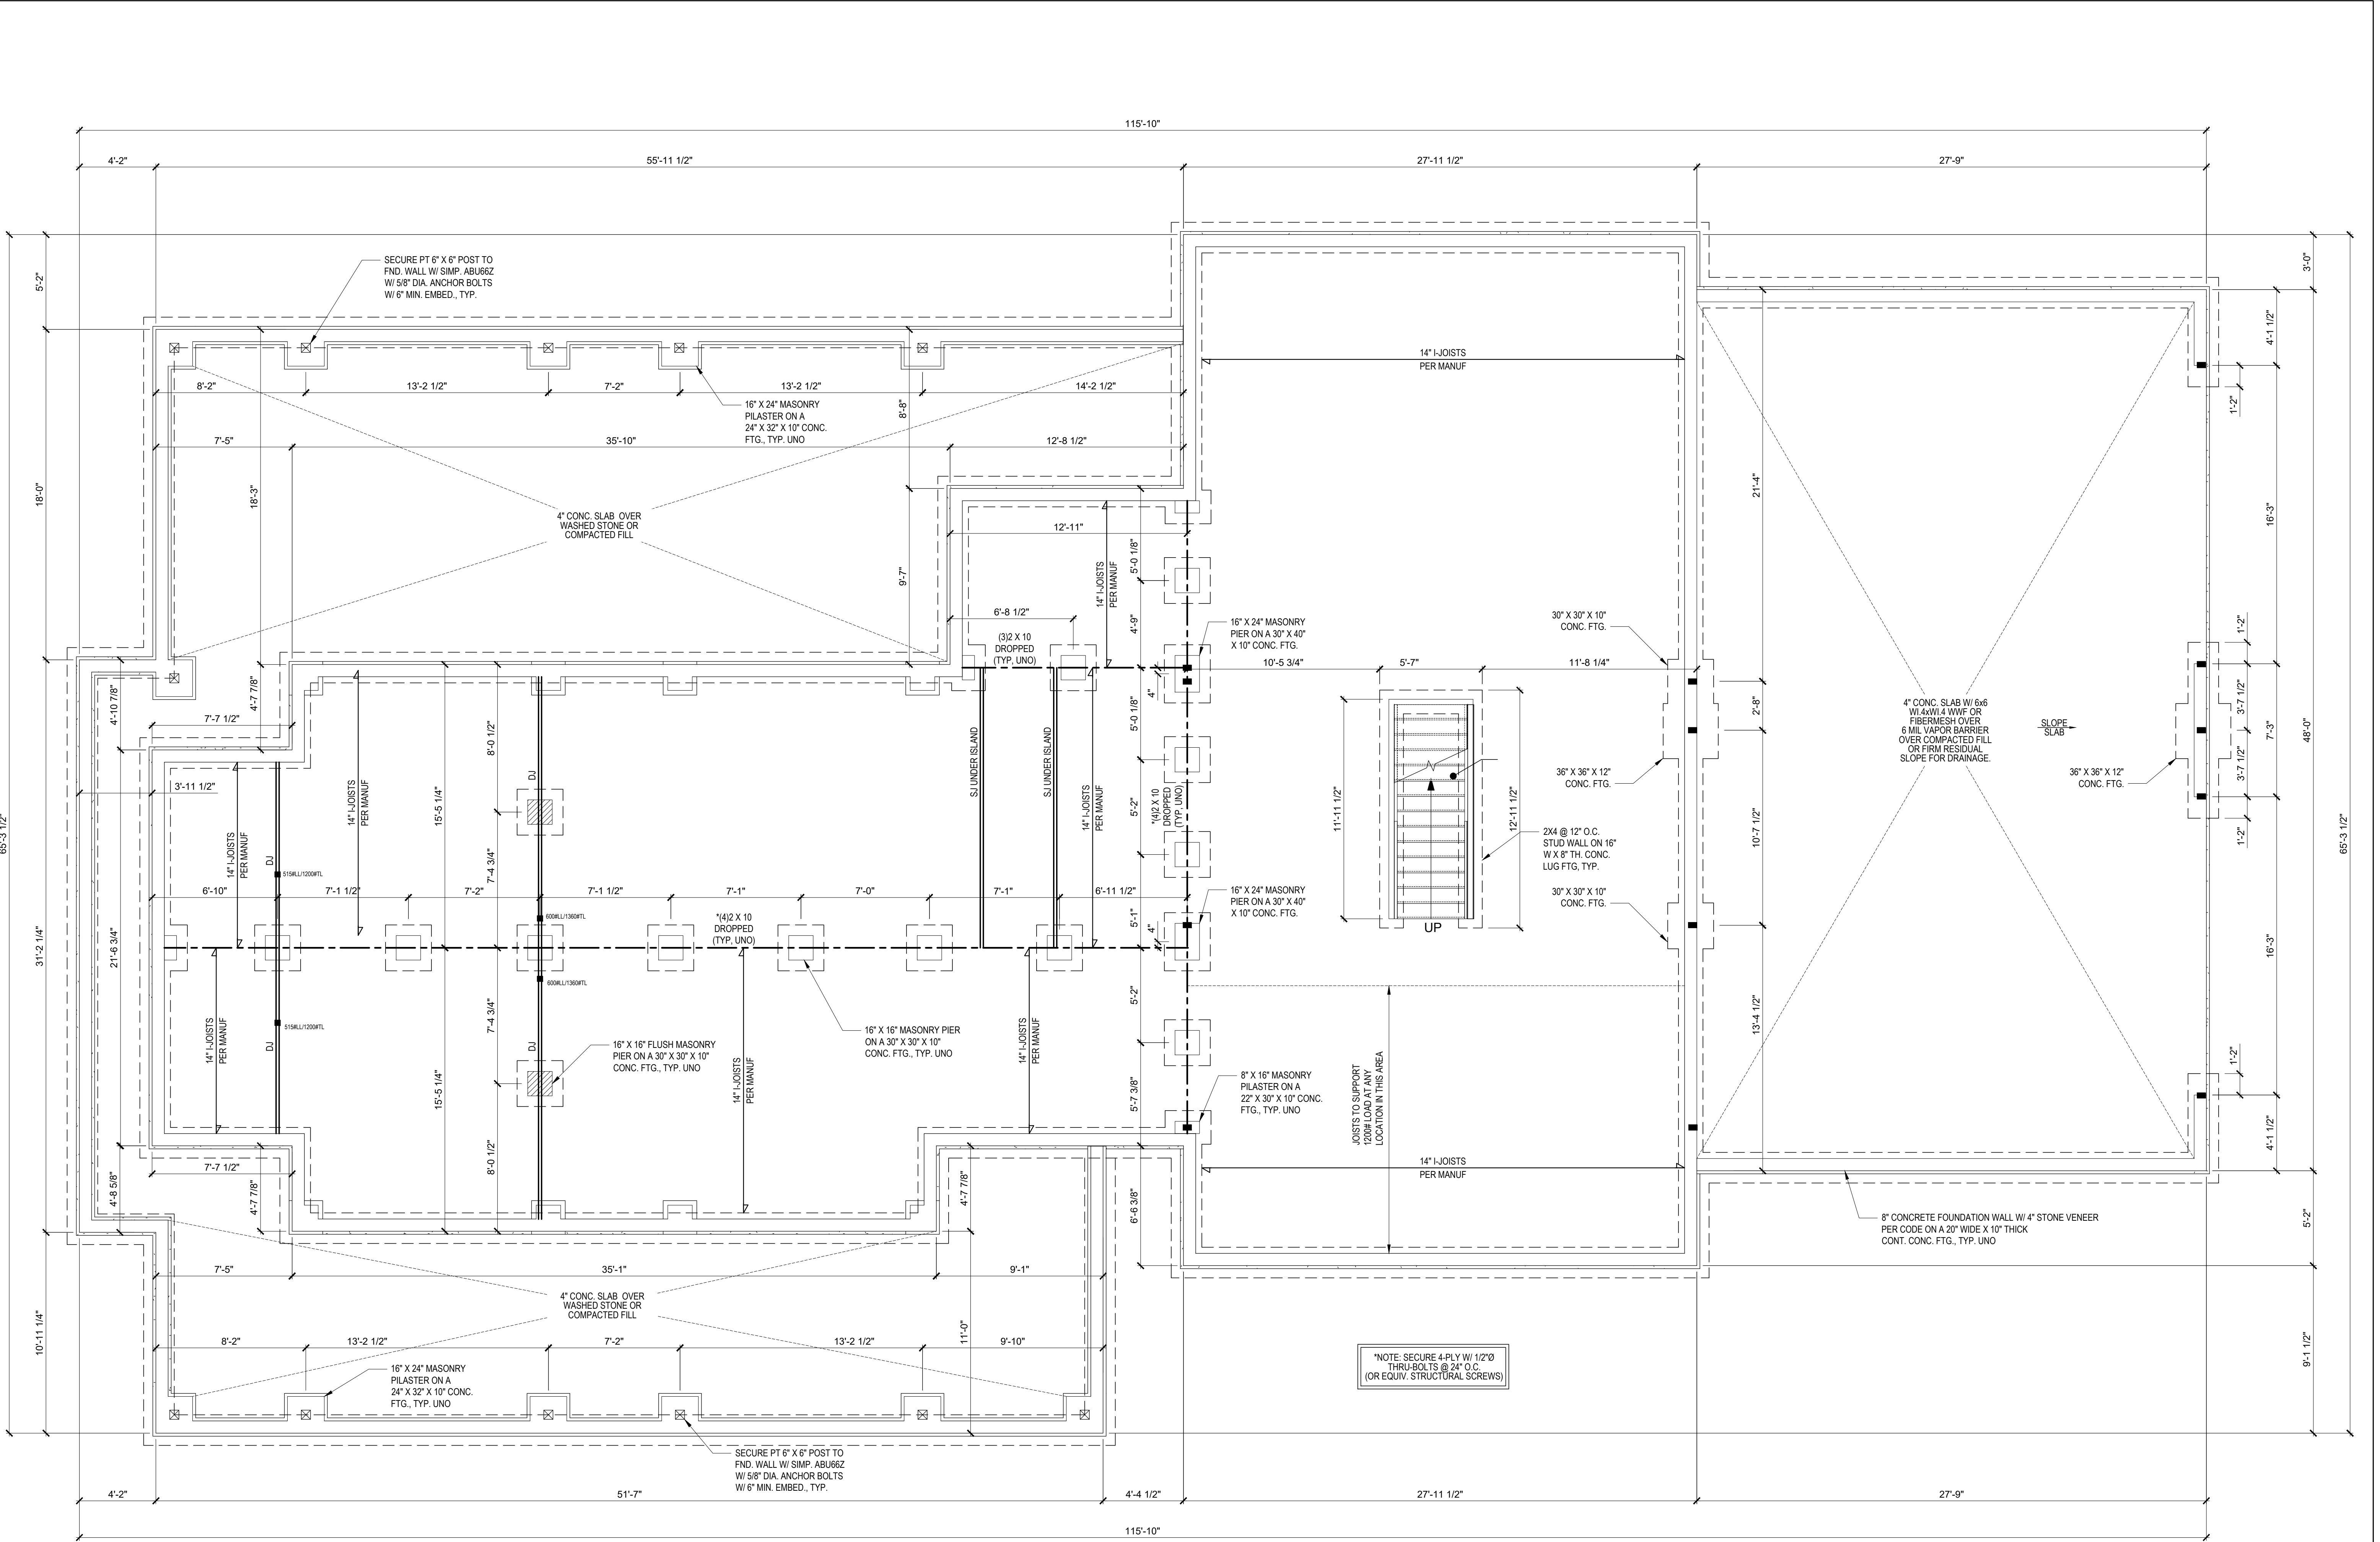 115'-10"
4'-2"
55'-11 1/2"
27'-11 1/2"
27'-9"
5'-2"
18'-0"
31'-2 1/4"
10'-11 1/4"
65'-3 1/2"
SECURE PT 6" X 6" POST TO
FND. WALL W/ SIMP. ABU66Z
W/ 5/8" DIA. ANCHOR BOLTS
W/ 6" MIN. EMBED., TYP.
8'-2"
13'-2 1/2"
7'-2"
13'-2 1/2"
14'-2 1/2"
16" X 24" MASONRY
PILASTER ON A
24" X 32" X 10" CONC.
FTG., TYP. UNO
8'-8"
7'-5"
35'-10"
12'-8 1/2"
18'-3"
4" CONC. SLAB OVER
WASHED STONE OR
COMPACTED FILL
9'-7"
12'-11"
14" I-JOISTS
PER MANUF
5'-0 1/8"
4'-9"
6'-8 1/2"
(3)2 X 10
DROPPED
(TYP, UNO)
14" I-JOISTS
PER MANUF
16" X 24" MASONRY
PIER ON A 30" X 40"
X 10" CONC. FTG.
30" X 30" X 10"
CONC. FTG.
10'-5 3/4"
5'-7"
11'-8 1/4"
4"
5'-0 1/8"
4'-10 7/8"
4'-7 7/8"
7'-7 1/2"
3'-11 1/2"
21'-6 3/4"
8'-0 1/2"
DJ
15'-5 1/4"
7'-4 3/4"
14" I-JOISTS
PER MANUF
14" I-JOISTS
PER MANUF
DJ
515#LL/1200#TL
SJ UNDER ISLAND
SJ UNDER ISLAND
14" I-JOISTS
PER MANUF
5'-2"
*(4)2 X 10
DROPPED
(TYP, UNO)
11'-11 1/2"
12'-11 1/2"
36" X 36" X 12"
CONC. FTG.
2X4 @ 12" O.C.
STUD WALL ON 16"
W X 8" TH. CONC.
LUG FTG, TYP.
30" X 30" X 10"
CONC. FTG.
UP
6'-10"
7'-1 1/2"
7'-2"
7'-1 1/2"
7'-1"
7'-0"
7'-1"
6'-11 1/2"
600#LL/1360#TL
*(4)2 X 10
DROPPED
(TYP, UNO)
16" X 24" MASONRY
PIER ON A 30" X 40"
X 10" CONC. FTG.
5'-1"
4"
5'-2"
600#LL/1360#TL
515#LL/1200#TL
14" I-JOISTS
PER MANUF
DJ
15'-5 1/4"
7'-4 3/4"
DJ
8'-0 1/2"
16" X 16" FLUSH MASONRY
PIER ON A 30" X 30" X 10"
CONC. FTG., TYP. UNO
14" I-JOISTS
PER MANUF
16" X 16" MASONRY PIER
ON A 30" X 30" X 10"
CONC. FTG., TYP. UNO
14" I-JOISTS
PER MANUF
5'-7 3/8"
8" X 16" MASONRY
PILASTER ON A
22" X 30" X 10" CONC.
FTG., TYP. UNO
JOISTS TO SUPPORT
1200# LOAD AT ANY
LOCATION IN THIS AREA
14" I-JOISTS
PER MANUF
6'-6 3/8"
7'-7 1/2"
4'-8 5/8"
4'-7 7/8"
4'-7 7/8"
7'-5"
35'-1"
9'-1"
4" CONC. SLAB OVER
WASHED STONE OR
COMPACTED FILL
11'-0"
8'-2"
13'-2 1/2"
7'-2"
13'-2 1/2"
9'-10"
16" X 24" MASONRY
PILASTER ON A
24" X 32" X 10" CONC.
FTG., TYP. UNO
SECURE PT 6" X 6" POST TO
FND. WALL W/ SIMP. ABU66Z
W/ 5/8" DIA. ANCHOR BOLTS
W/ 6" MIN. EMBED., TYP.
*NOTE: SECURE 4-PLY W/ 1/2"Ø
THRU-BOLTS @ 24" O.C.
(OR EQUIV. STRUCTURAL SCREWS)
21'-4"
2'-8"
10'-7 1/2"
13'-4 1/2"
4" CONC. SLAB W/ 6x6
WI.4xWI.4 WWF OR
FIBERMESH OVER
6 MIL VAPOR BARRIER
OVER COMPACTED FILL
OR FIRM RESIDUAL
SLOPE FOR DRAINAGE.
SLOPE
SLAB
36" X 36" X 12"
CONC. FTG.
8" CONCRETE FOUNDATION WALL W/ 4" STONE VENEER
PER CODE ON A 20" WIDE X 10" THICK
CONT. CONC. FTG., TYP. UNO
1'-2"
1'-2"
3'-7 1/2"
3'-7 1/2"
1'-2"
1'-2"
4'-1 1/2"
16'-3"
7'-3"
16'-3"
4'-1 1/2"
3'-0"
48'-0"
5'-2"
9'-1 1/2"
65'-3 1/2"
4'-2"
51'-7"
4'-4 1/2"
27'-11 1/2"
27'-9"
115'-10"